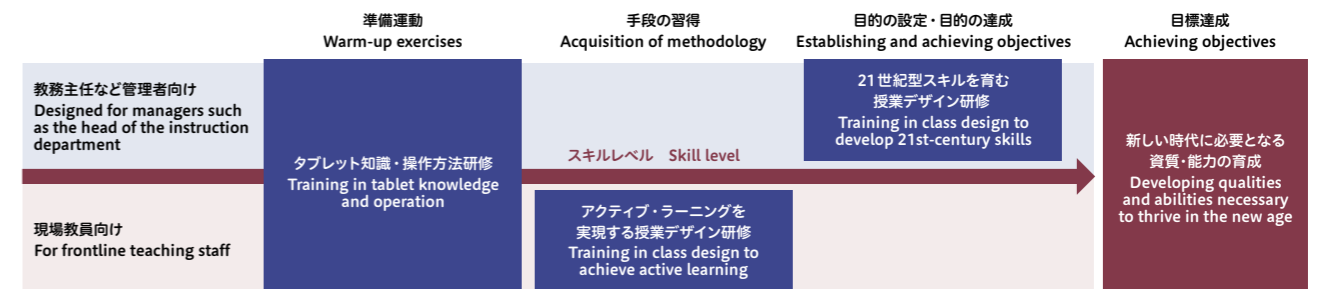 準備運動
Warm-up exercises
手段の習得
Acquisition of methodology
目的の設定・目的の達成
Establishing and achieving objectives
目標達成
Achieving objectives
教務主任など管理者向け
Designed for managers such
as the head of the instruction
department
タブレット知識・操作方法研修
Training in tablet knowledge
and operation
スキルレベル　Skill level
21世紀型スキルを育む
授業デザイン研修
Training in class design to
develop 21st-century skills
新しい時代に必要となる
資質・能力の育成
Developing qualities
and abilities necessary
to thrive in the new age
現場教員向け
For frontline teaching staff
アクティブ・ラーニングを
実現する授業デザイン研修
Training in class design to
achieve active learning